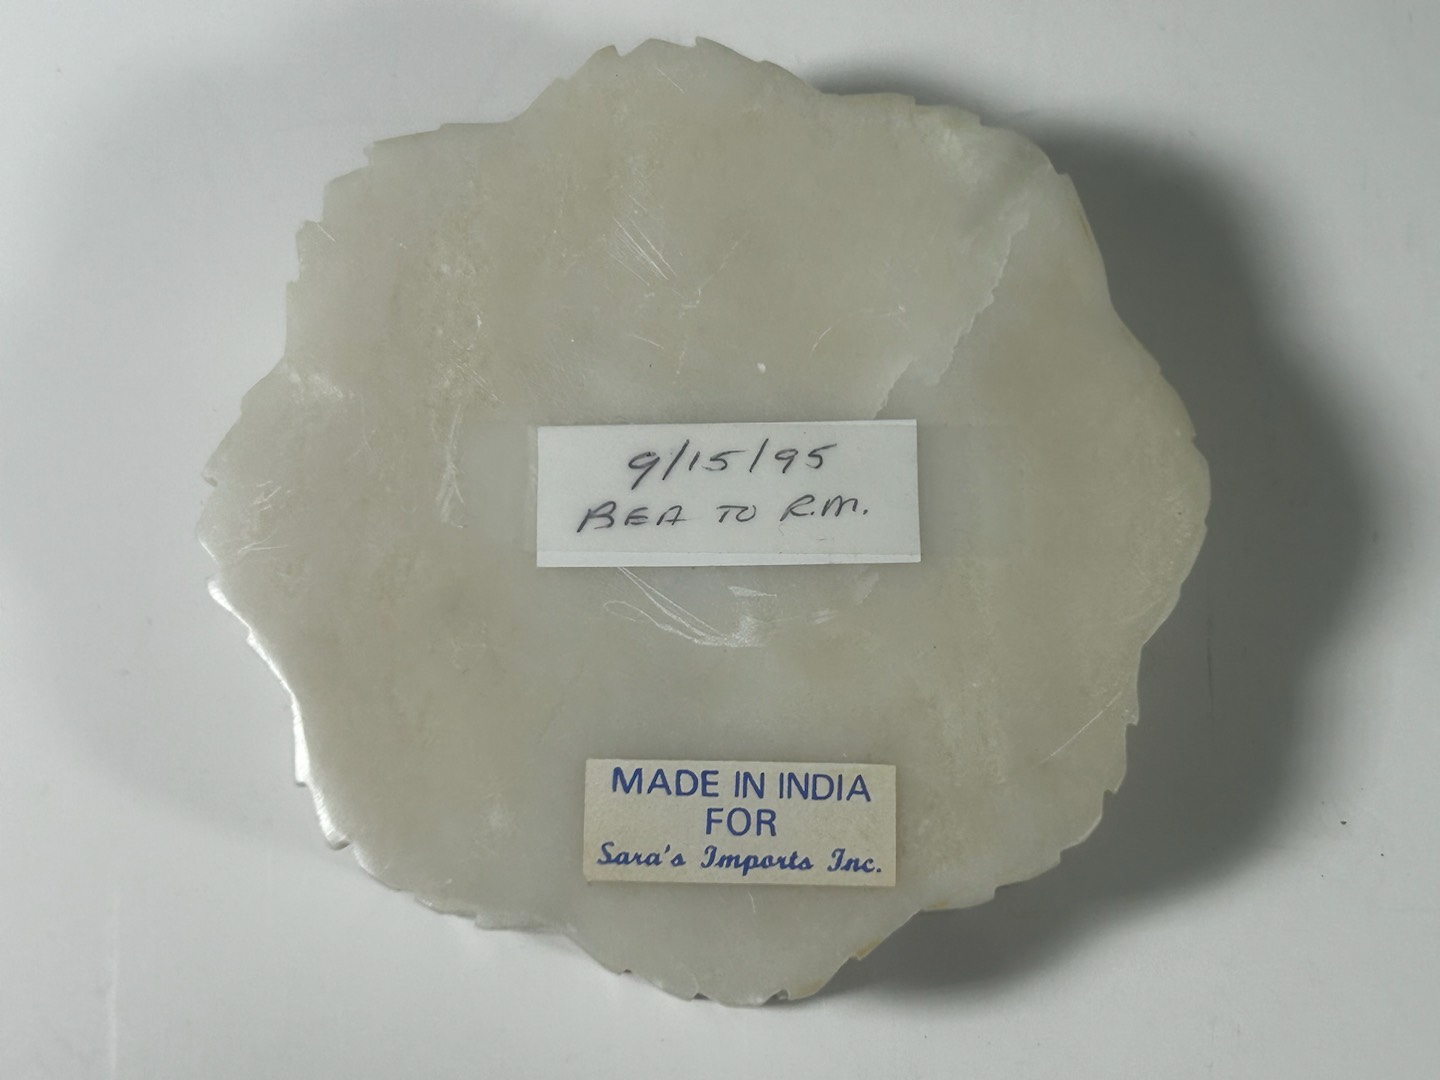 9/15/95
BEA TO R.M.
MADE IN INDIA
FOR
Sara's Imports Inc.